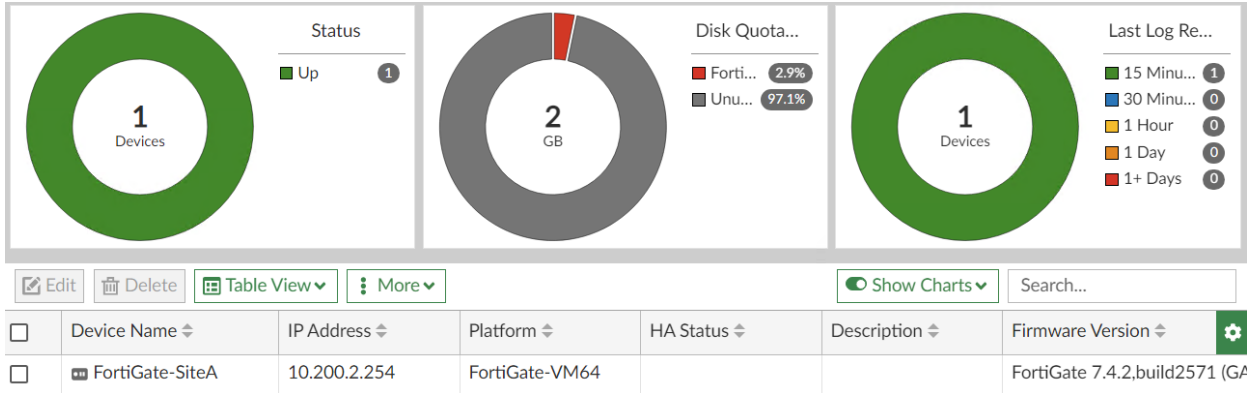 Status
Up 1
1
Devices
Disk Quota...
Forti... 2.9%
Unu... 97.1%
2
GB
Last Log Re...
15 Minu... 1
30 Minu... 0
1 Hour 0
1 Day 0
1+ Days 0
1
Devices
Edit Delete Table View More Show Charts Search...
Device Name IP Address Platform HA Status Description Firmware Version
FortiGate-SiteA 10.200.2.254 FortiGate-VM64 FortiGate 7.4.2,build2571 (GA